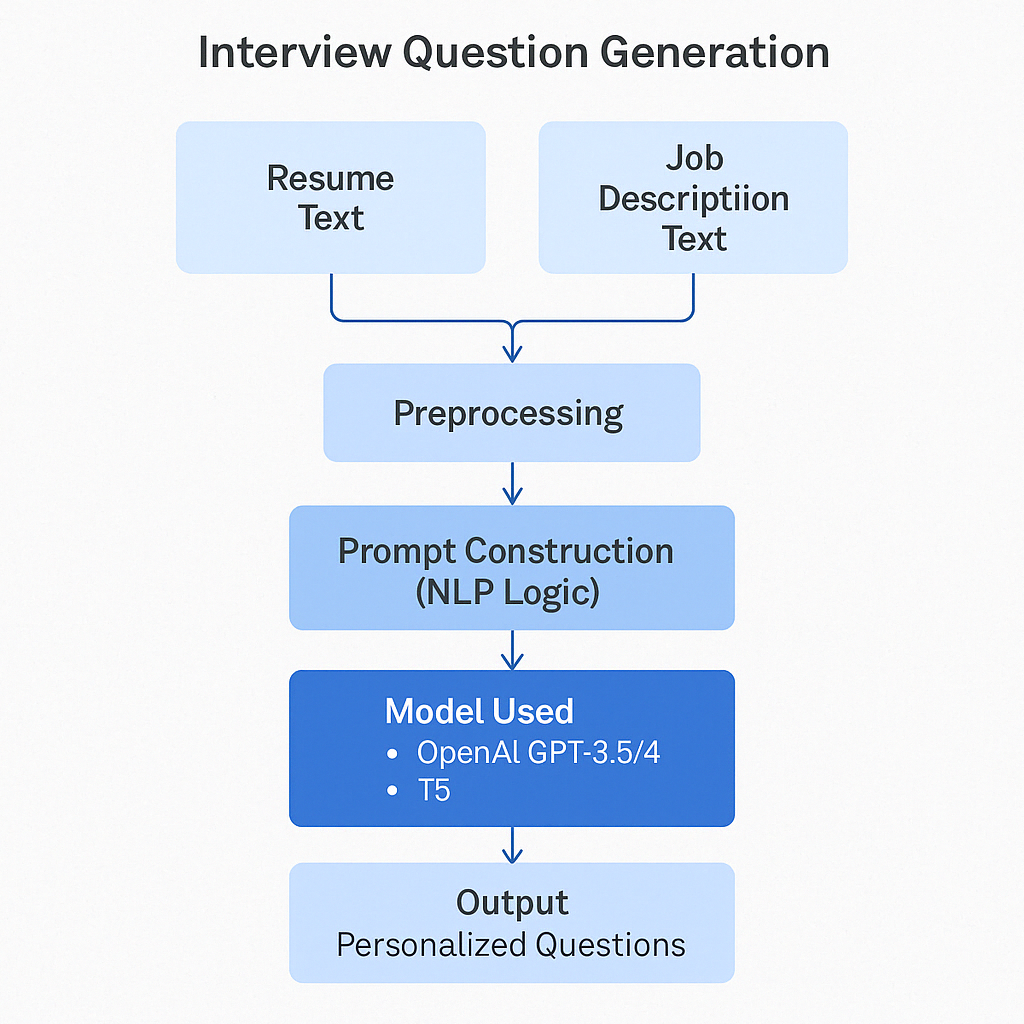 Interview Question Generation
Resume
Text
Job
Descriptiion
Text
Preprocessing
Prompt Construction
(NLP Logic)
Model Used
• OpenAI GPT-3.5/4
• T5
Output
Personalized Questions